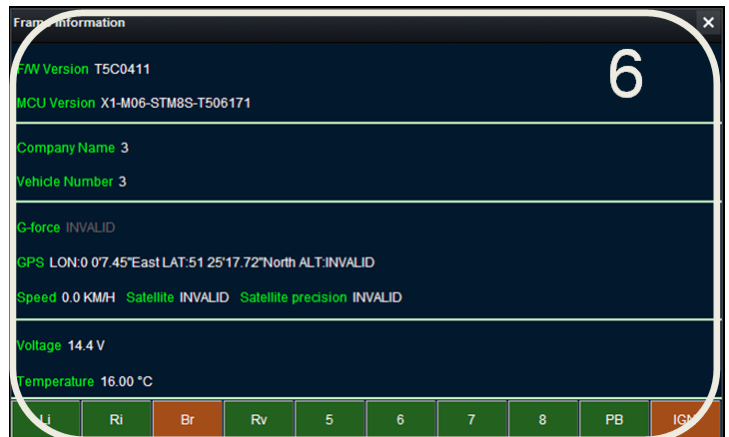 Frame Information
6
F/W Version T5C0411
MCU Version X1-M06-STM8S-T506171
Company Name 3
Vehicle Number 3
G-force INVALID
GPS LON:0 0'7.45"East LAT:51 25'17.72"North ALT:INVALID
Speed 0.0 KM/H Satellite INVALID Satellite precision INVALID
Voltage 14.4 V
Temperature 16.00 °C
Li Ri Br Rv 5 6 7 8 PB IGN